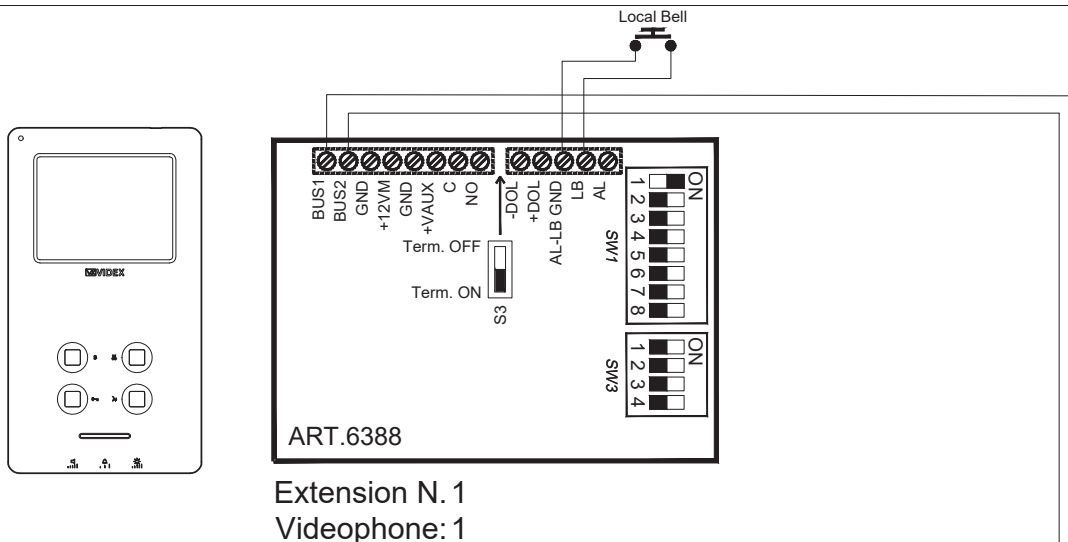 Local Bell
VIDEX
BUS1
BUS2
GND
+12VM
GND
+VAUX
C
NO
-DOL
+DOL
AL-LB GND
LB
AL
Term. OFF
Term. ON
S3
ON
1
2
3
4
5
6
7
8
SW1
ON
1
2
3
4
SW3
ART.6388
Extension N. 1
Videophone: 1